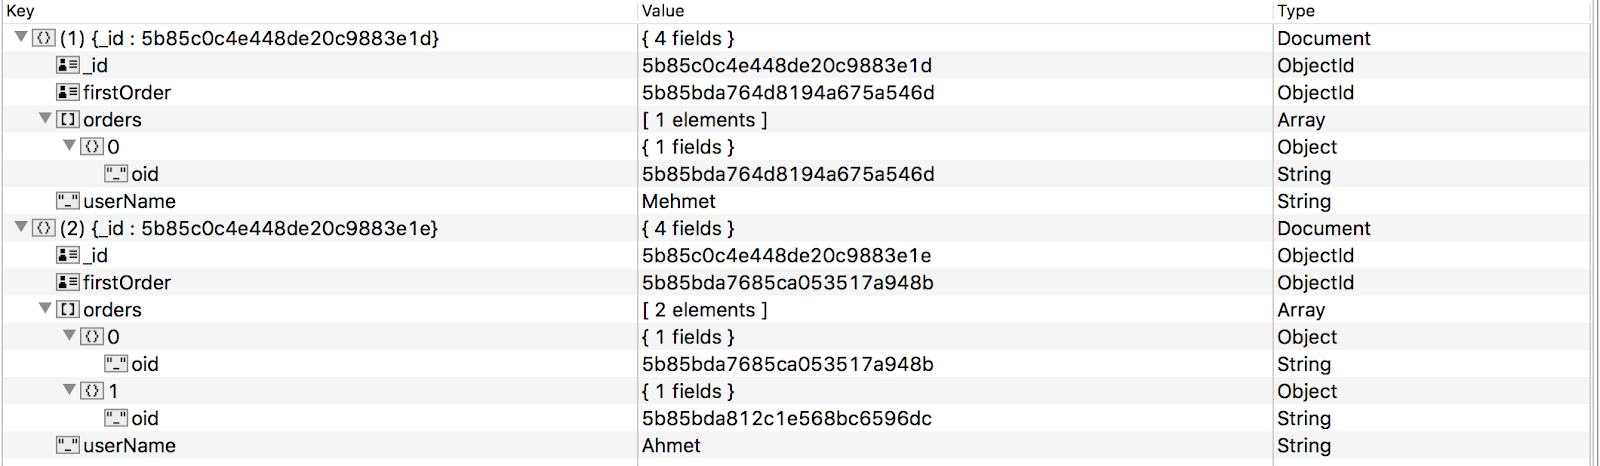 Key Value Type
(1) {_id : 5b85c0c4e448de20c9883e1d} { 4 fields } Document
_id 5b85c0c4e448de20c9883e1d ObjectId
firstOrder 5b85bda764d8194a675a546d ObjectId
orders [ 1 elements ] Array
0 { 1 fields } Object
"_" oid 5b85bda764d8194a675a546d String
"_" userName Mehmet String
(2) {_id : 5b85c0c4e448de20c9883e1e} { 4 fields } Document
_id 5b85c0c4e448de20c9883e1e ObjectId
firstOrder 5b85bda7685ca053517a948b ObjectId
orders [ 2 elements ] Array
0 { 1 fields } Object
"_" oid 5b85bda7685ca053517a948b String
1 { 1 fields } Object
"_" oid 5b85bda812c1e568bc6596dc String
"_" userName Ahmet String